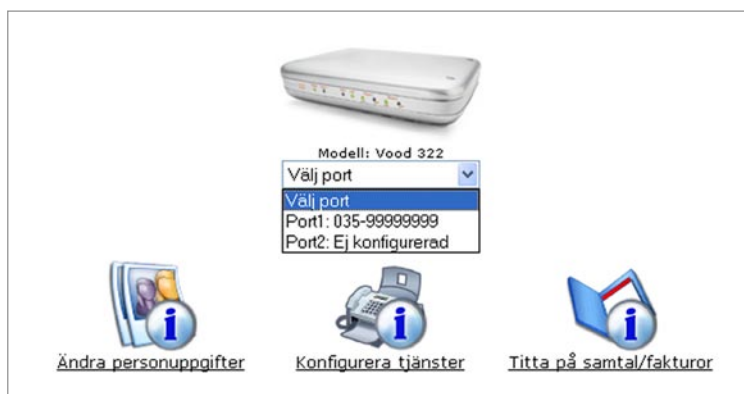 Modell: Vood 322
Välj port
Välj port
Port1: 035-99999999
Port2: Ej konfigurerad
Ändra personuppgifter
Konfigurera tjänster
Titta på samtal/fakturor